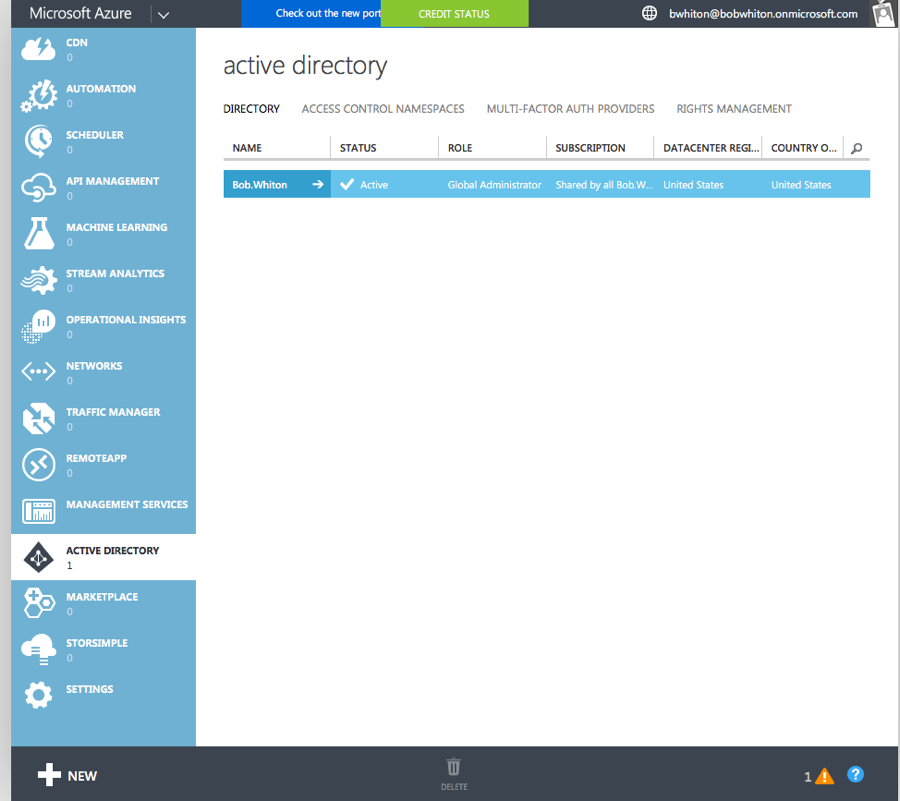 Microsoft Azure
Check out the new port
CREDIT STATUS
bwhiton@bobwhiton.onmicrosoft.com
CDN
0
AUTOMATION
0
SCHEDULER
0
API MANAGEMENT
0
MACHINE LEARNING
0
STREAM ANALYTICS
0
OPERATIONAL INSIGHTS
0
NETWORKS
0
TRAFFIC MANAGER
0
REMOTEAPP
0
MANAGEMENT SERVICES
ACTIVE DIRECTORY
1
MARKETPLACE
0
STORSIMPLE
0
SETTINGS
active directory
DIRECTORY ACCESS CONTROL NAMESPACES MULTI-FACTOR AUTH PROVIDERS RIGHTS MANAGEMENT
NAME STATUS ROLE SUBSCRIPTION DATACENTER REGI... COUNTRY O...
Bob.Whiton Active Global Administrator Shared by all Bob.W... United States United States
NEW
DELETE
1